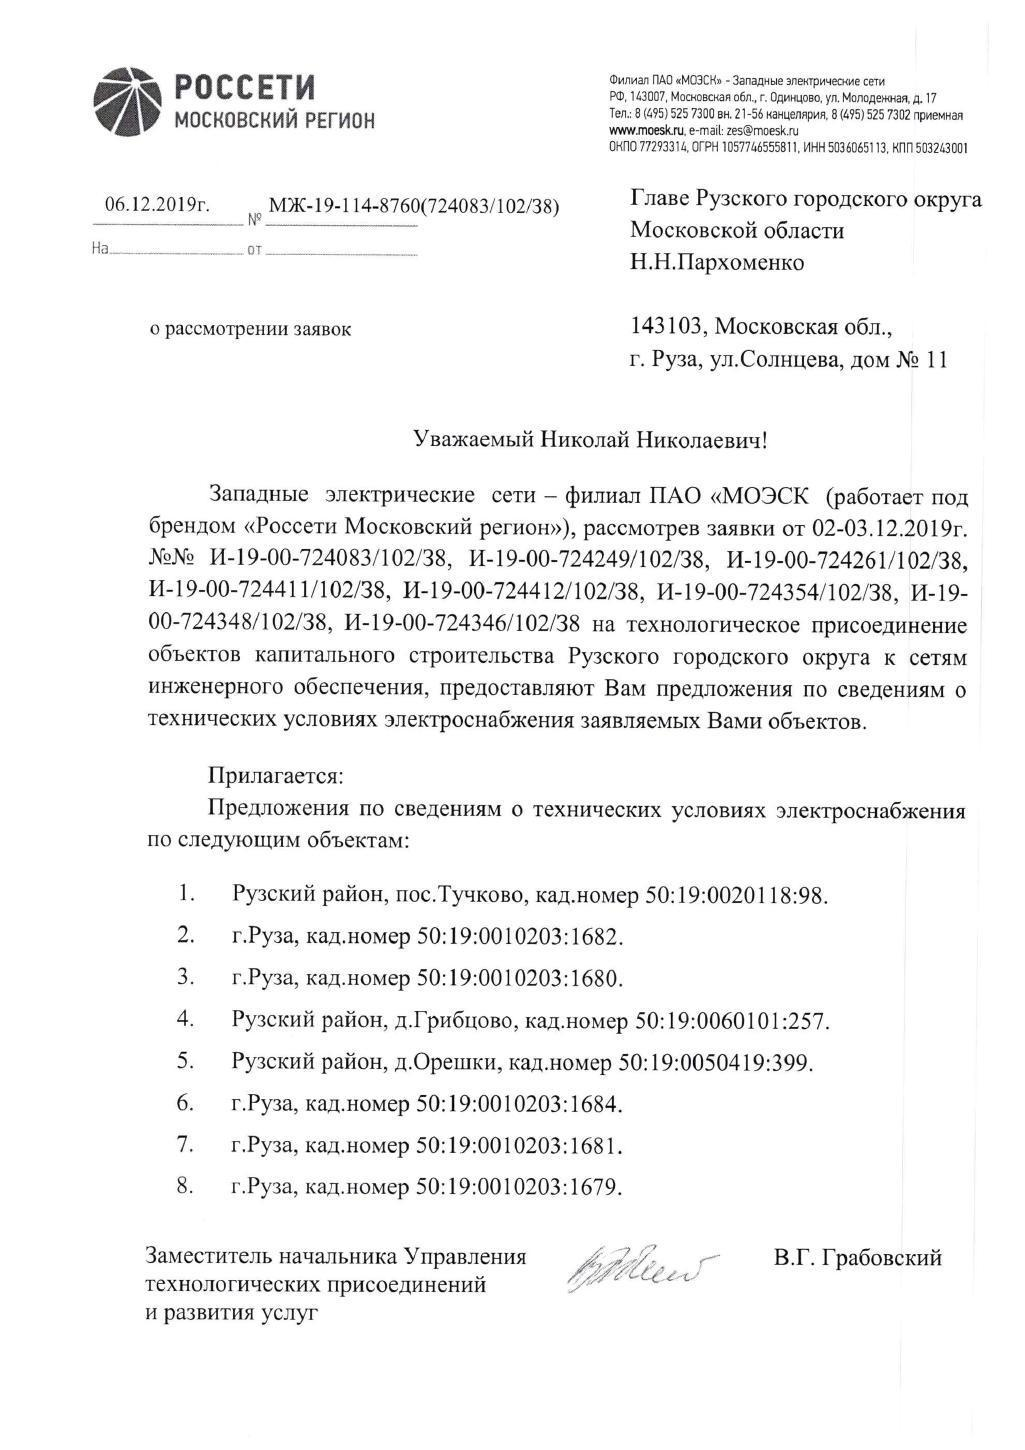 РОССЕТИ
МОСКОВСКИЙ РЕГИОН
Филиал ПАО «МОЭСК» - Западные электрические сети
РФ, 143007, Московская обл., г. Одинцово, ул. Молодежная, д. 17
Тел.: 8 (495) 525 7300 вн. 21-56 канцелярия, 8 (495) 525 7302 приемная
www.moesk.ru, e-mail: zes@moesk.ru
ОКПО 77293314, ОГРН 1057746555811, ИНН 5036065113, КПП 503243001
06.12.2019г. № МЖ-19-114-8760(724083/102/З8)
На от
Главе Рузского городского округа
Московской области
Н.Н.Пархоменко
о рассмотрении заявок
143103, Московская обл.,
г. Руза, ул.Солнцева, дом № 11
Уважаемый Николай Николаевич!
Западные электрические сети – филиал ПАО «МОЭСК (работает под
брендом «Россети Московский регион»), рассмотрев заявки от 02-03.12.2019г.
№№ И-19-00-724083/102/З8, И-19-00-724249/102/З8, И-19-00-724261/102/З8,
И-19-00-724411/102/З8, И-19-00-724412/102/З8, И-19-00-724354/102/З8, И-19-
00-724348/102/З8, И-19-00-724346/102/З8 на технологическое присоединение
объектов капитального строительства Рузского городского округа к сетям
инженерного обеспечения, предоставляют Вам предложения по сведениям о
технических условиях электроснабжения заявляемых Вами объектов.
Прилагается:
Предложения по сведениям о технических условиях электроснабжения
по следующим объектам:
1. Рузский район, пос.Тучково, кад.номер 50:19:0020118:98.
2. г.Руза, кад.номер 50:19:0010203:1682.
3. г.Руза, кад.номер 50:19:0010203:1680.
4. Рузский район, д.Грибцово, кад.номер 50:19:0060101:257.
5. Рузский район, д.Орешки, кад.номер 50:19:0050419:399.
6. г.Руза, кад.номер 50:19:0010203:1684.
7. г.Руза, кад.номер 50:19:0010203:1681.
8. г.Руза, кад.номер 50:19:0010203:1679.
Заместитель начальника Управления
технологических присоединений
и развития услуг
В.Г. Грабовский